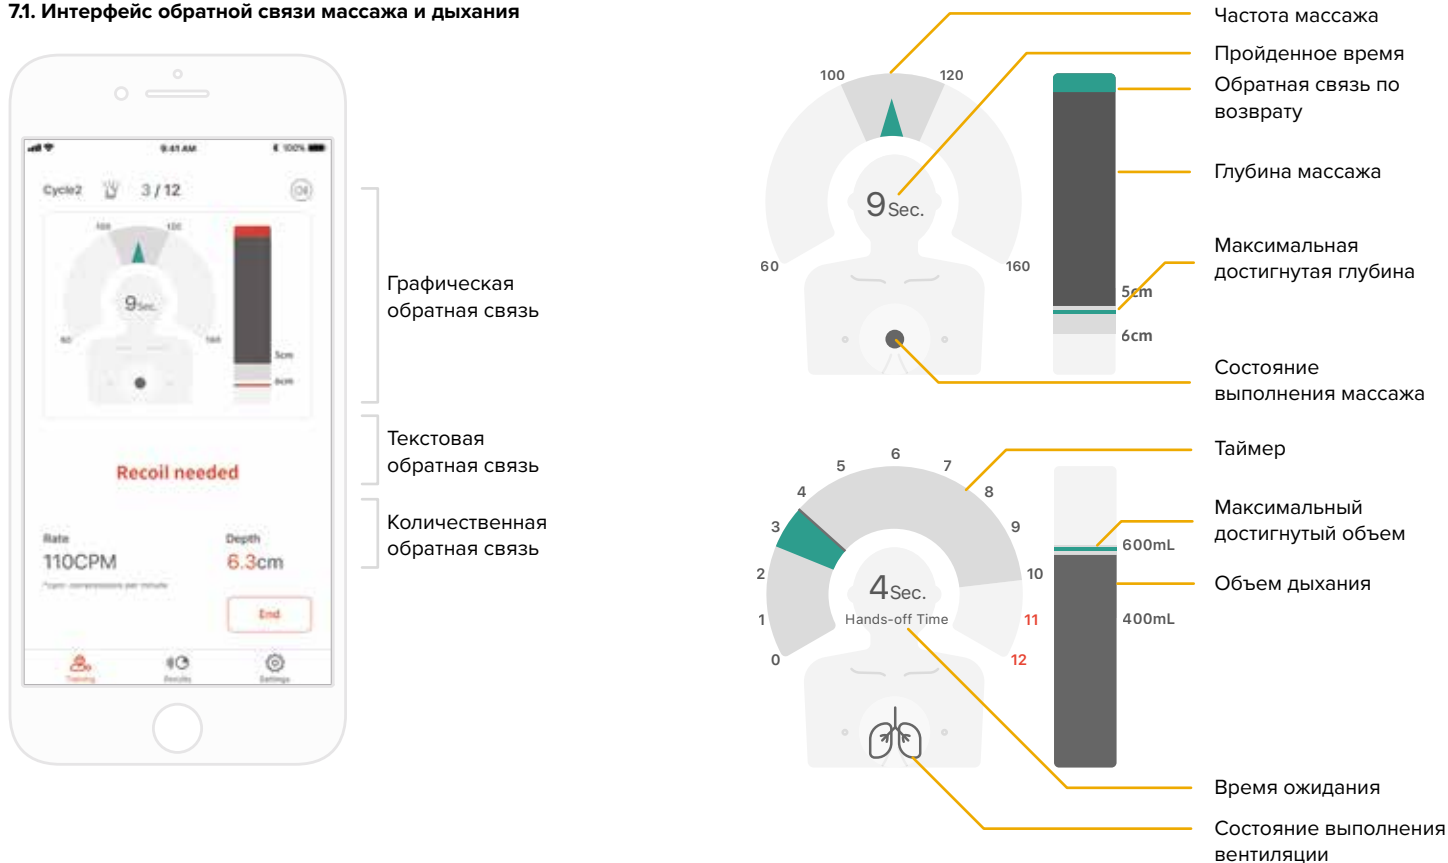 7.1. Интерфейс обратной связи массажа и дыхания
9:41 AM
100%
Cycle2
3 / 12
100
120
9Sec.
60
160
5cm
6cm
Recoil needed
Rate
110CPM
*cpm: compressions per minute
Depth
6.3cm
End
Training
Results
Settings
Графическая
обратная связь
Текстовая
обратная связь
Количественная
обратная связь
100
120
9Sec.
60
160
5cm
6cm
Частота массажа
Пройденное время
Обратная связь по
возврату
Глубина массажа
Максимальная
достигнутая глубина
Состояние
выполнения массажа
0
1
2
3
4
5
6
7
8
9
10
11
12
4Sec.
Hands-off Time
600mL
400mL
Таймер
Максимальный
достигнутый объем
Объем дыхания
Время ожидания
Состояние выполнения
вентиляции